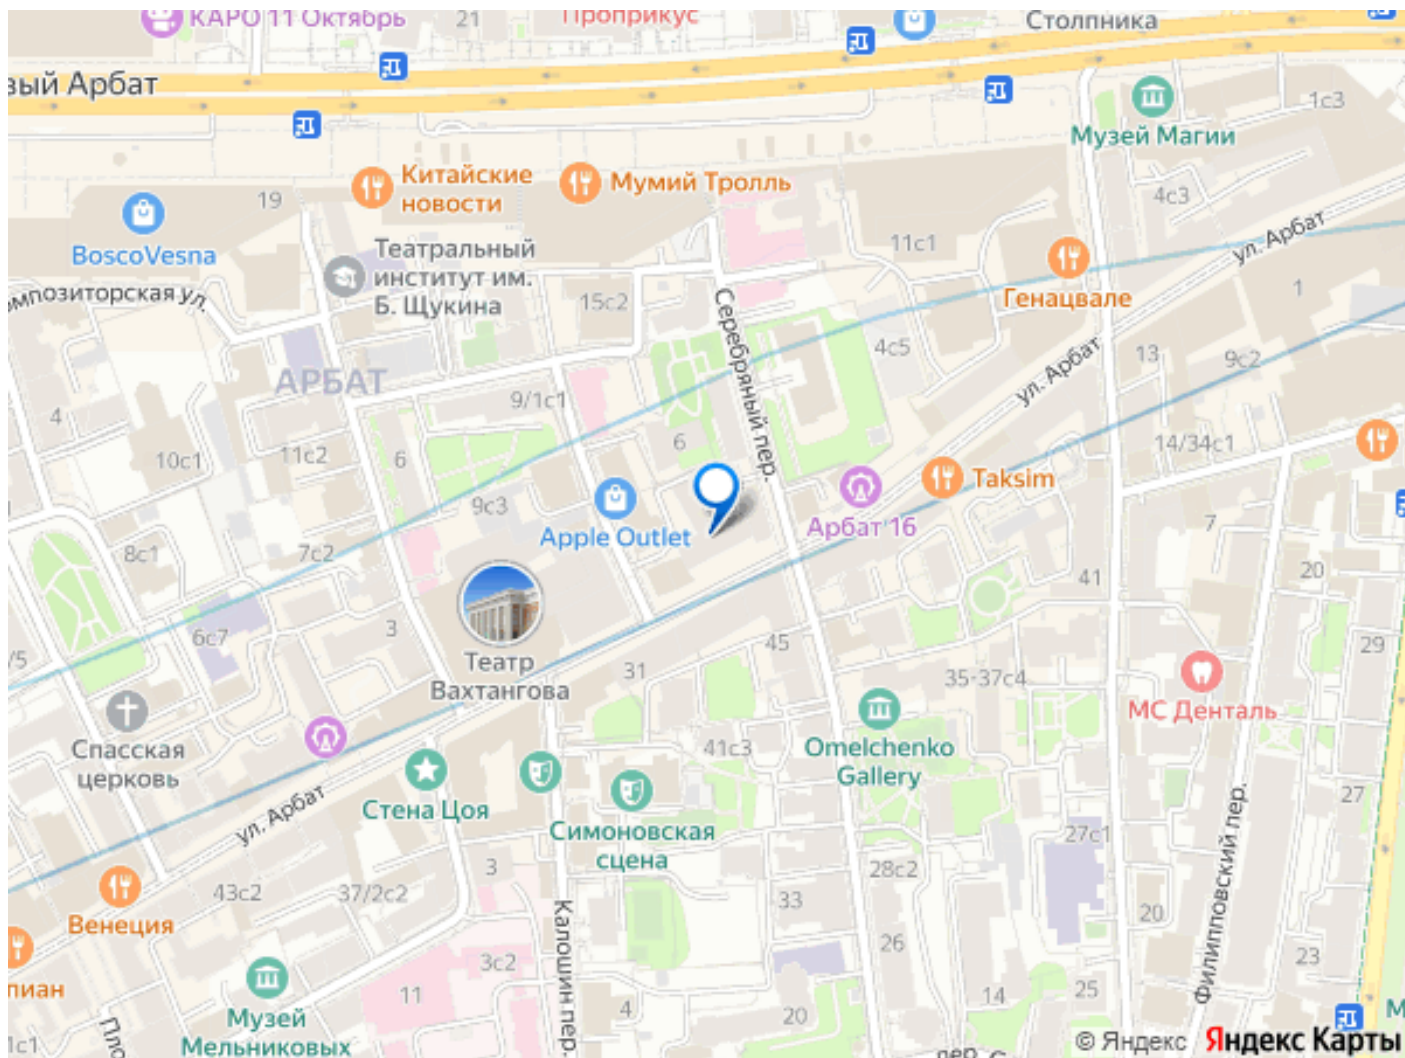 КАРО 11 Октябрь
21
Проприкус
Столпника
вый Арбат
1с3
Музей Магии
Китайские
новости
Мумий Тролль
19
4с3
BoscoVesna
Театральный
институт им.
Б. Щукина
11с1
ул. Арбат
Генацвале
1
омпозиторская ул.
15с2
Серебряный пер.
4с5
ул. Арбат
13
9с2
АРБАТ
9/1с1
4
10с1
11с2
6
6
14/34с1
9с3
Apple Outlet
Taksim
Арбат 16
7
8с1
7с2
41
20
6с7
3
Театр
Вахтангова
45
31
29
/5
35-37с4
МС Денталь
Спасская
церковь
41с3
Omelchenko
Gallery
Стена Цоя
ул. Арбат
Симоновская
сцена
27с1
27
Филипповский пер.
3
28с2
43с2
37/2с2
33
20
Венеция
Калошин пер.
26
23
3с2
лиан
11
4
14
25
Музей
Мельниковых
Пло
20
1с1
пер. С
М
© Яндекс Яндекс Карты